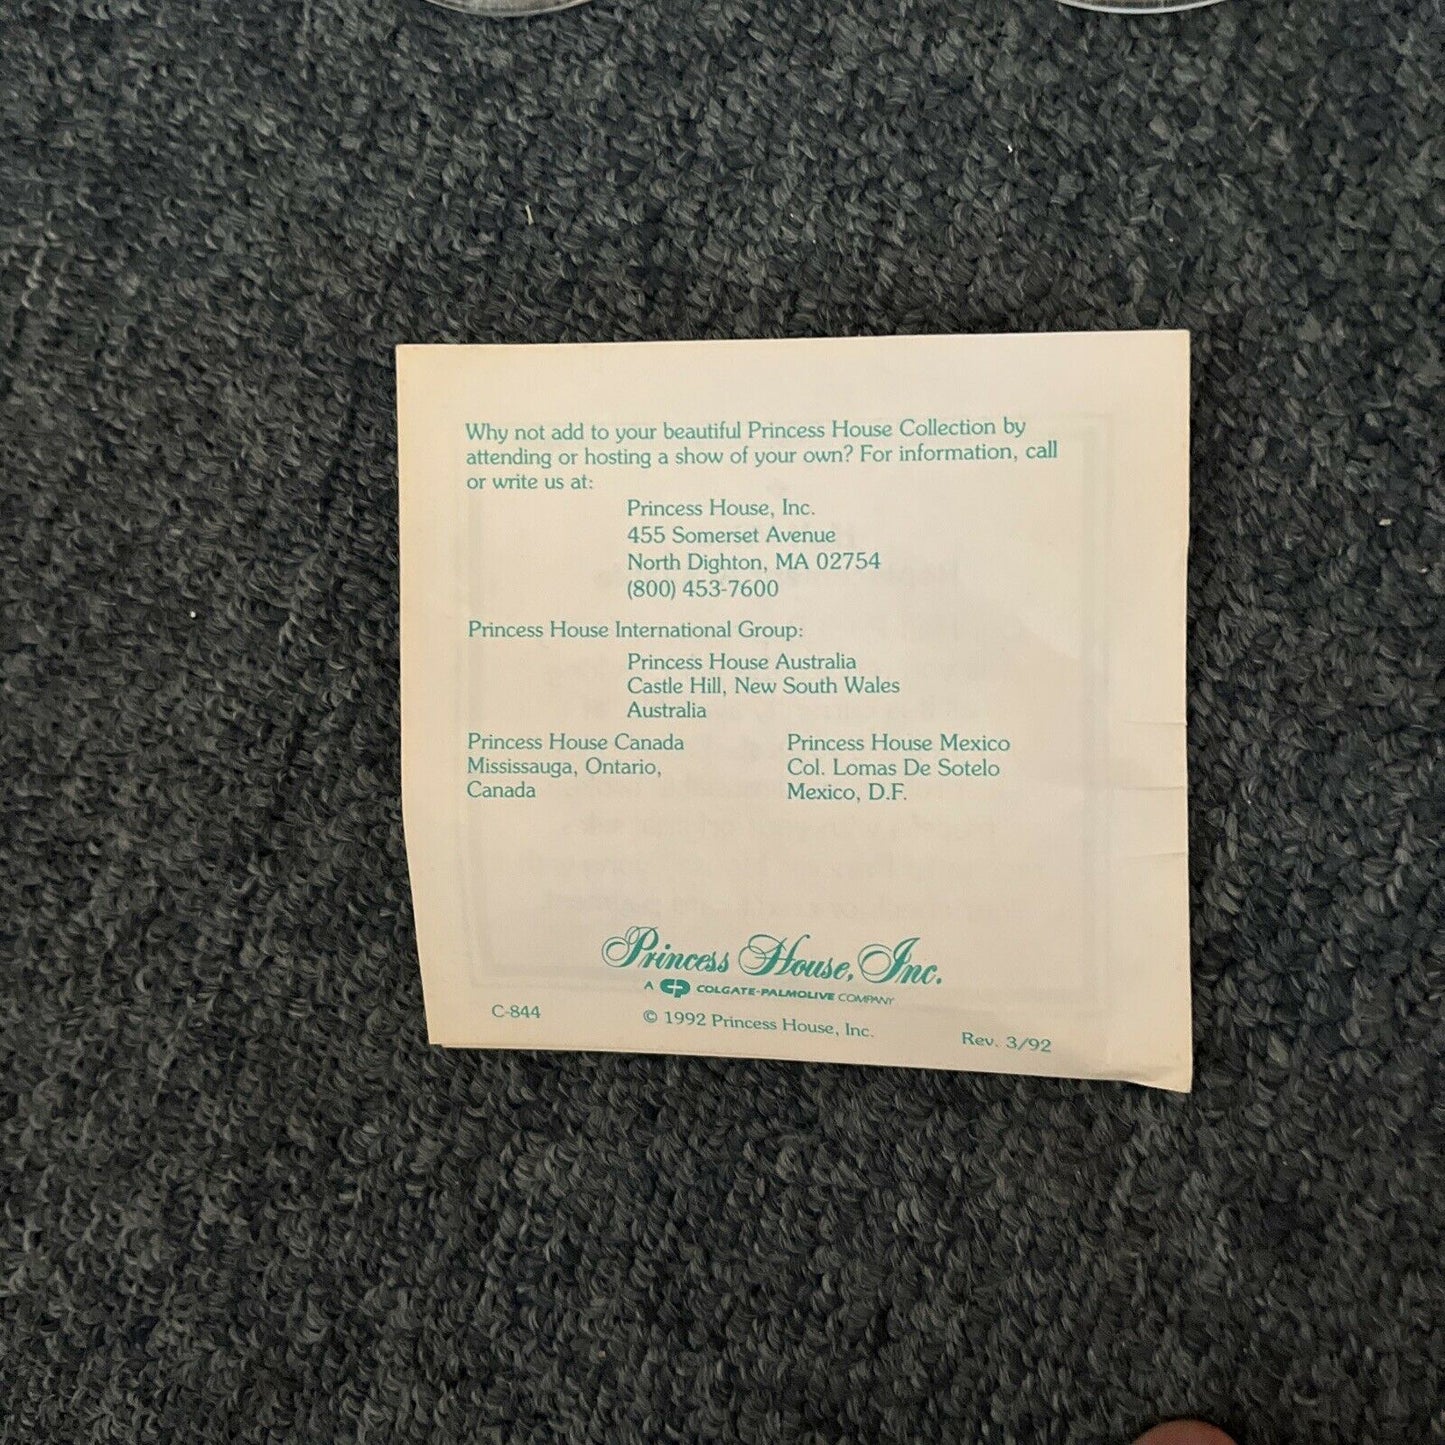 Why not add to your beautiful Princess House Collection by
attending or hosting a show of your own? For information, call
or write us at:
Princess House, Inc.
455 Somerset Avenue
North Dighton, MA 02754
(800) 453-7600
Princess House International Group:
Princess House Australia
Castle Hill, New South Wales
Australia
Princess House Canada
Mississauga, Ontario,
Canada
Princess House Mexico
Col. Lomas De Sotelo
Mexico, D.F.
Princess House, Inc.
A CP COLGATE-PALMOLIVE COMPANY
C-844
© 1992 Princess House, Inc.
Rev. 3/92